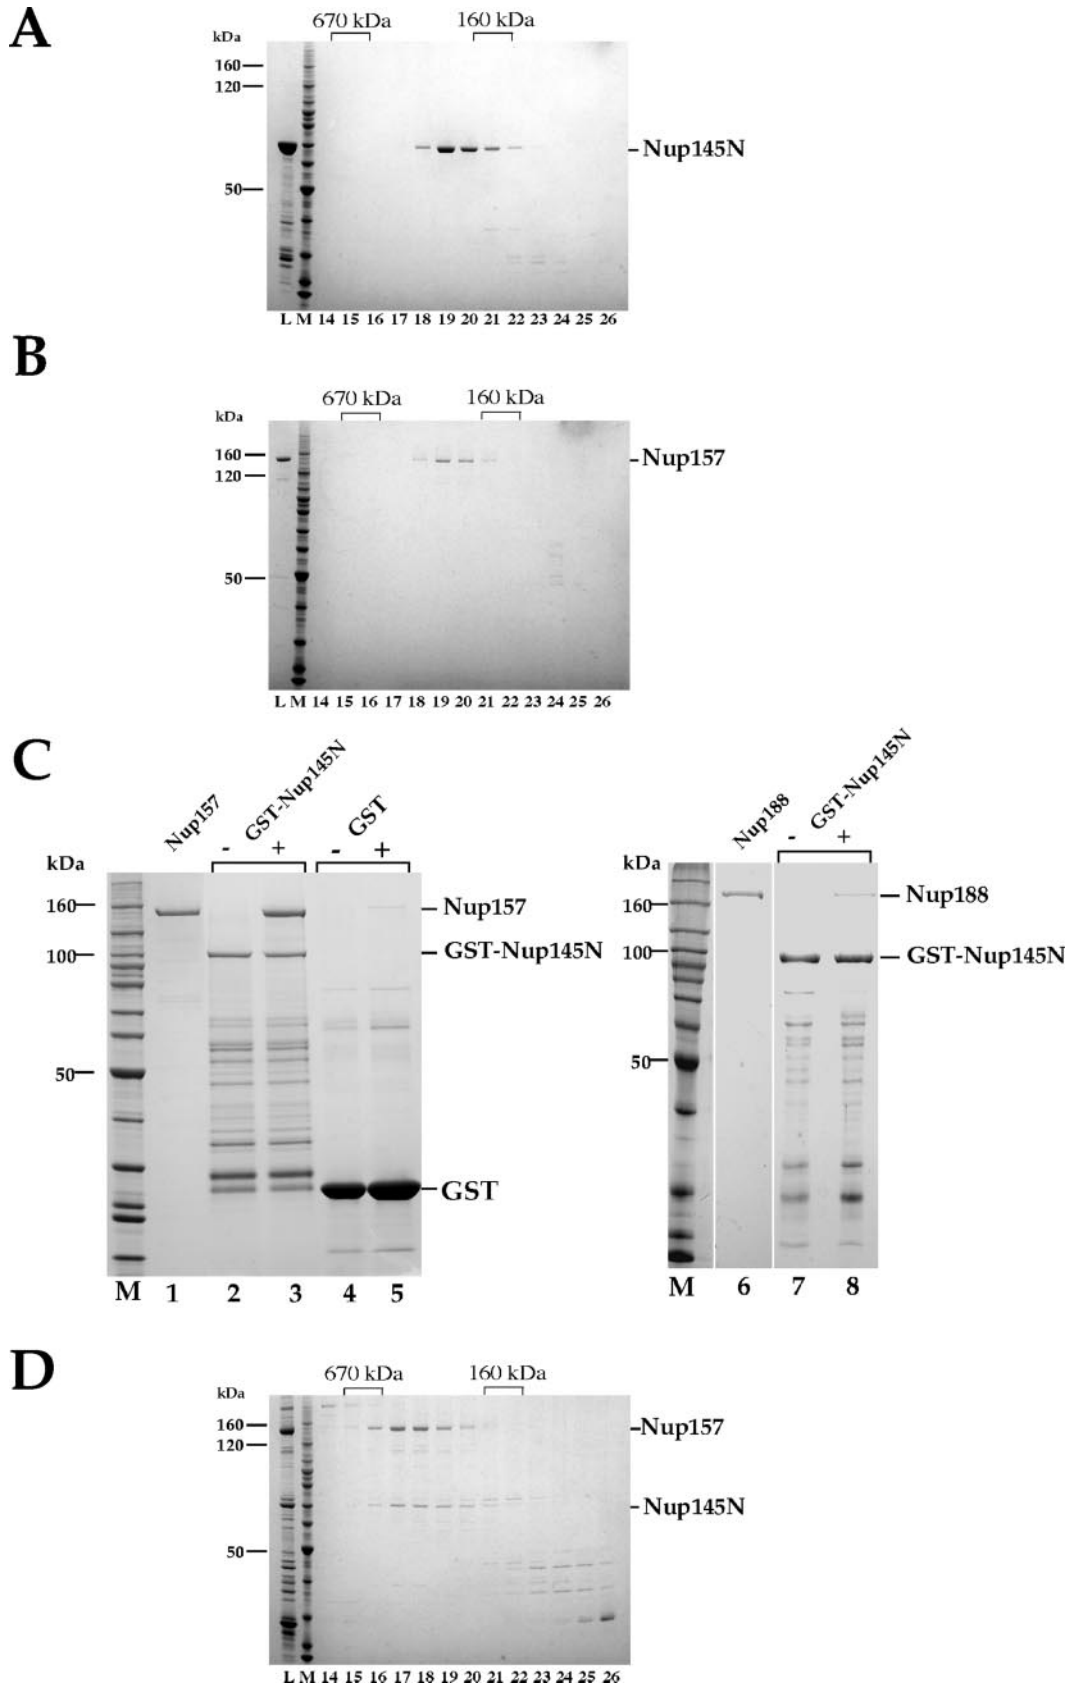 A
670 kDa 160 kDa
kDa
160
120
Nup145N
50
L M 14 15 16 17 18 19 20 21 22 23 24 25 26
B
670 kDa 160 kDa
kDa
160
120
Nup157
50
L M 14 15 16 17 18 19 20 21 22 23 24 25 26
C
Nup157 GST-Nup145N GST
- + - +
kDa
160
Nup157
100
GST-Nup145N
50
GST
M 1 2 3 4 5
Nup188 GST-Nup145N
- +
kDa
160
Nup188
100
GST-Nup145N
50
M 6 7 8
D
670 kDa 160 kDa
kDa
160
120
Nup157
Nup145N
50
L M 14 15 16 17 18 19 20 21 22 23 24 25 26